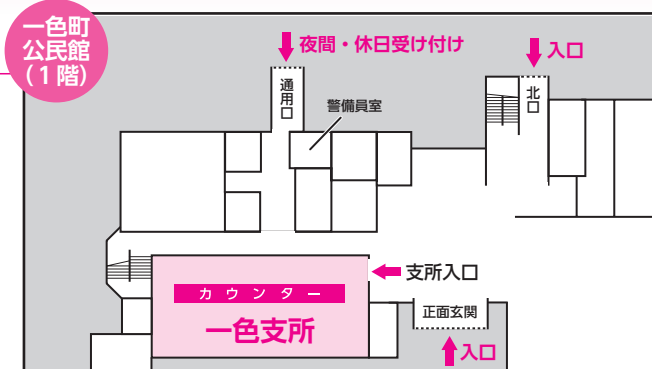 一色町
公民館
（１階）
夜間・休日受け付け
入口
通用口
警備員室
北口
支所入口
カウンター
一色支所
正面玄関
入口